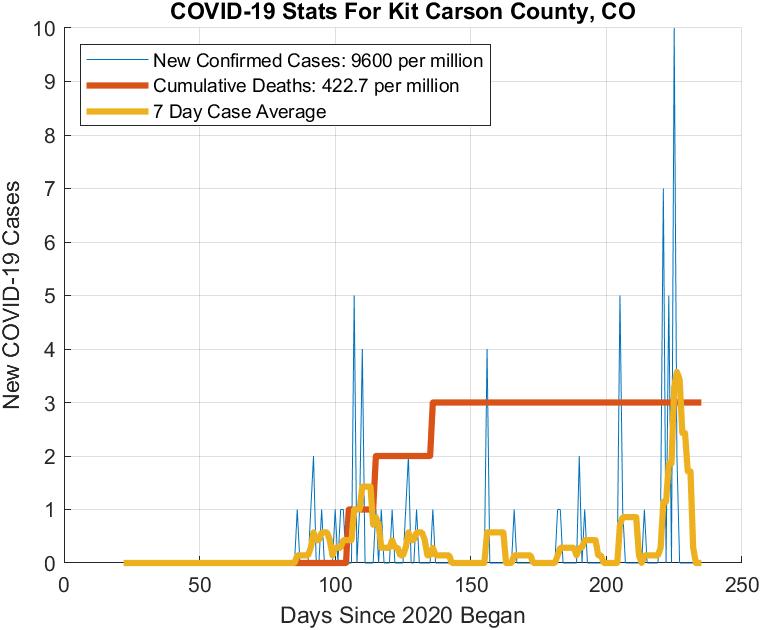 COVID-19 Stats For Kit Carson County, CO
New Confirmed Cases: 9600 per million
Cumulative Deaths: 422.7 per million
7 Day Case Average
New COVID-19 Cases
10
9
8
7
6
5
4
3
2
1
0
0 50 100 150 200 250
Days Since 2020 Began